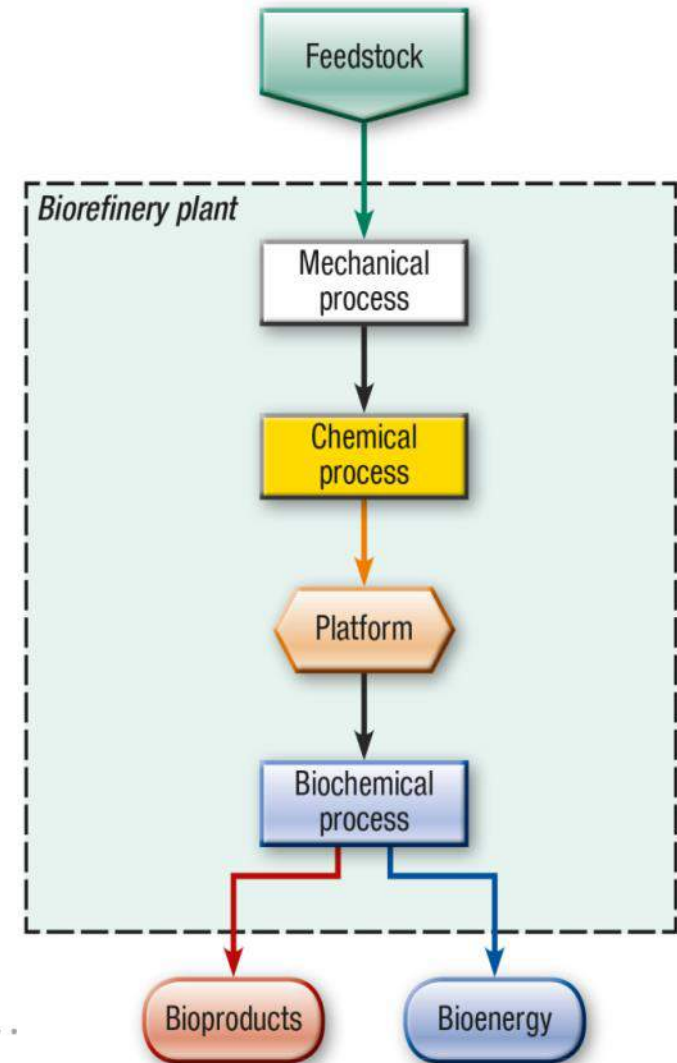 Feedstock
Biorefinery plant
Mechanical
process
Chemical
process
Platform
Biochemical
process
Bioproducts
Bioenergy